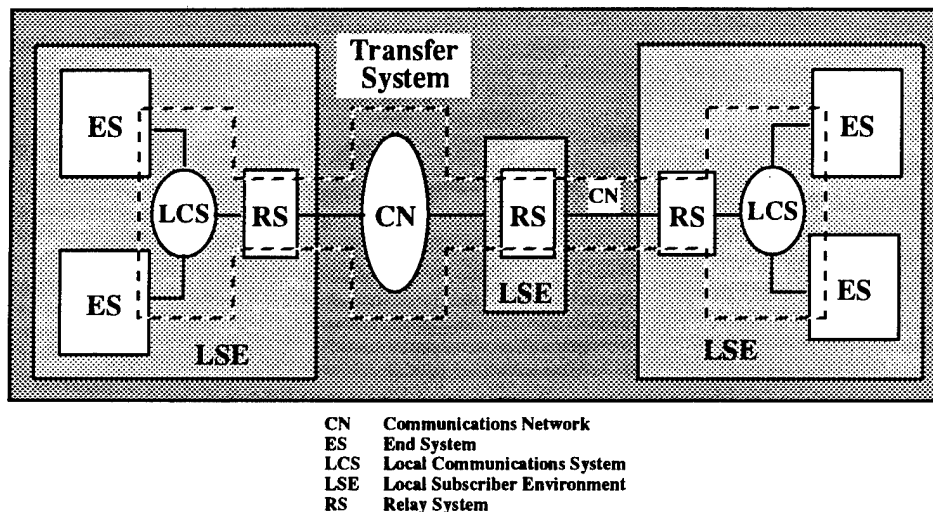 Transfer
System
ES
ES
LCS
RS
CN
RS
CN
RS
LCS
ES
ES
LSE
LSE
LSE
CN Communications Network
ES End System
LCS Local Communications System
LSE Local Subscriber Environment
RS Relay System